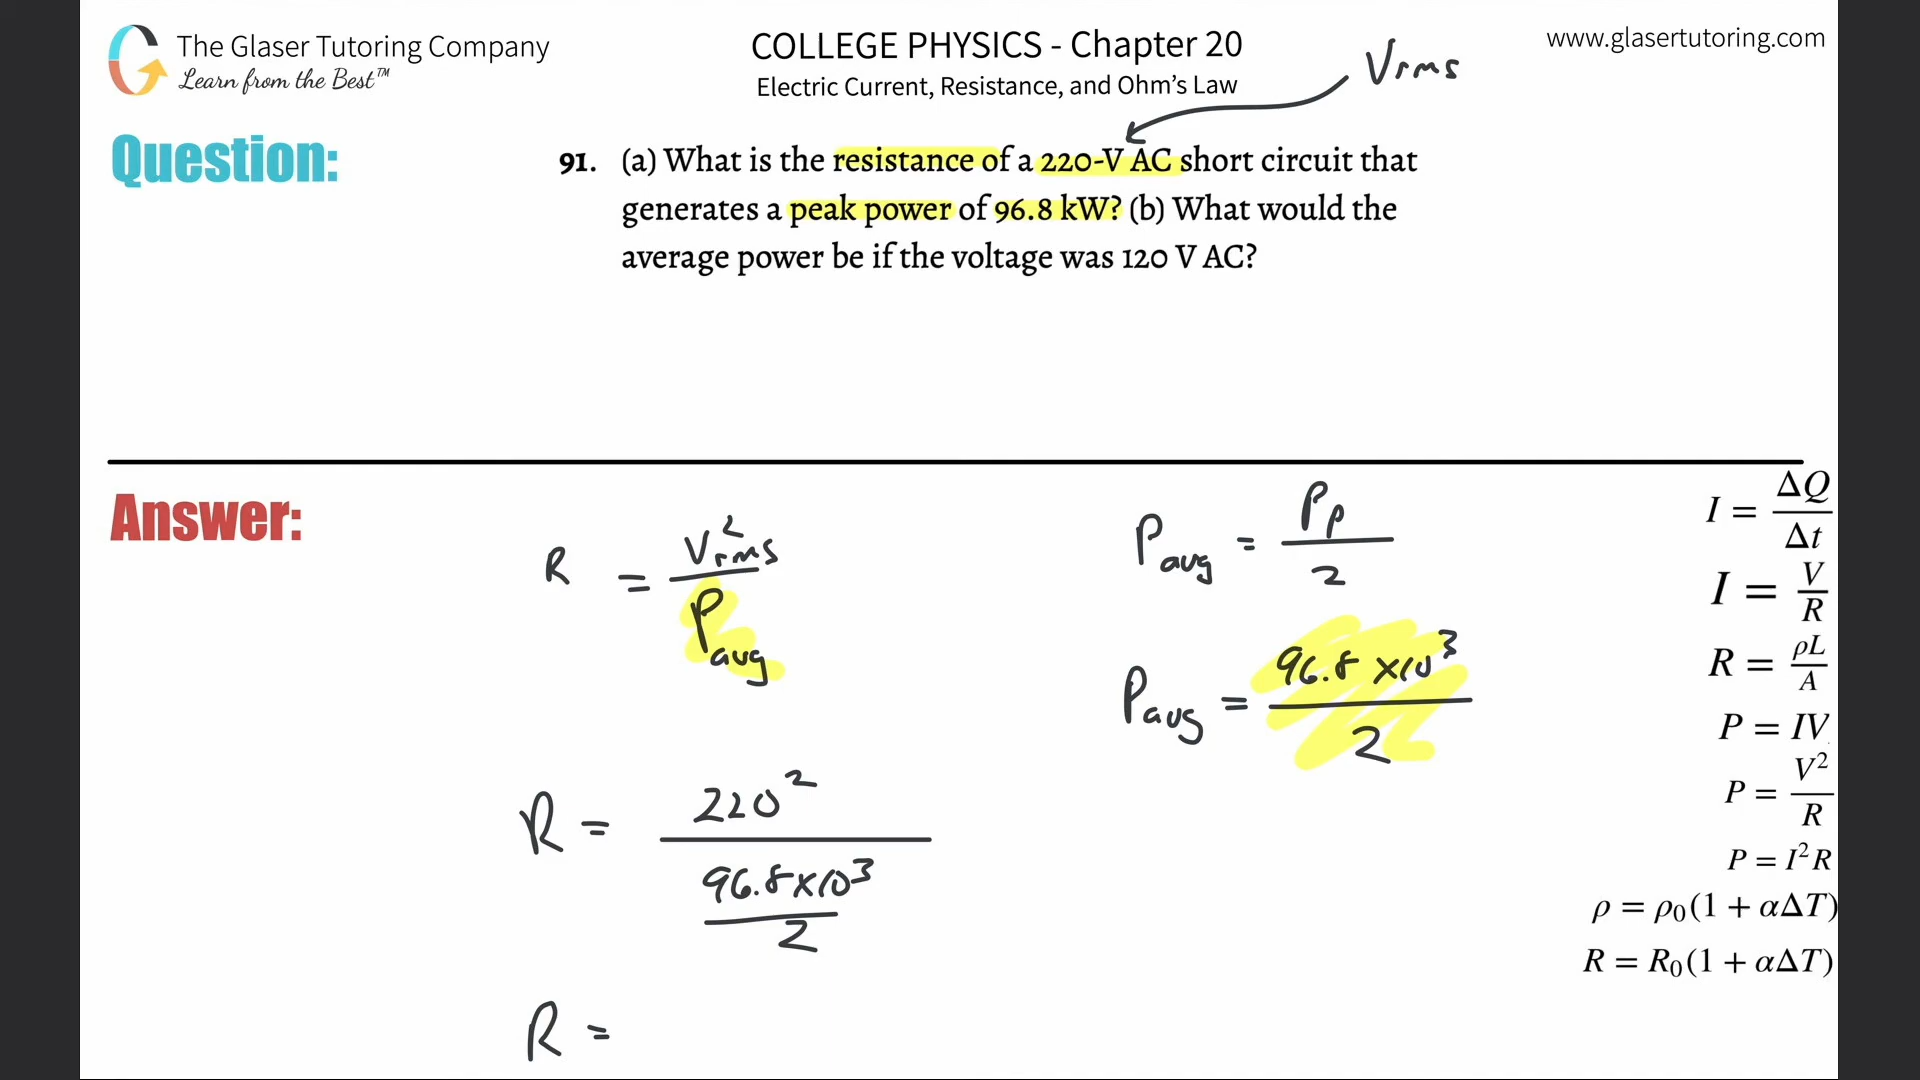 The Glaser Tutoring Company
Learn from the Best™
COLLEGE PHYSICS - Chapter 20
Electric Current, Resistance, and Ohm's Law
www.glasertutoring.com
Vrms
Question:
91. (a) What is the resistance of a 220-V AC short circuit that
generates a peak power of 96.8 kW? (b) What would the
average power be if the voltage was 120 V AC?
Answer:
R = V²rms / Pavg
Pavg = Pp / 2
Pavg = 96.8 x10³ / 2
R = 220² / (96.8x10³ / 2)
R =
I = ΔQ / Δt
I = V / R
R = ρL / A
P = IV
P = V² / R
P = I²R
ρ = ρ₀(1 + αΔT)
R = R₀(1 + αΔT)